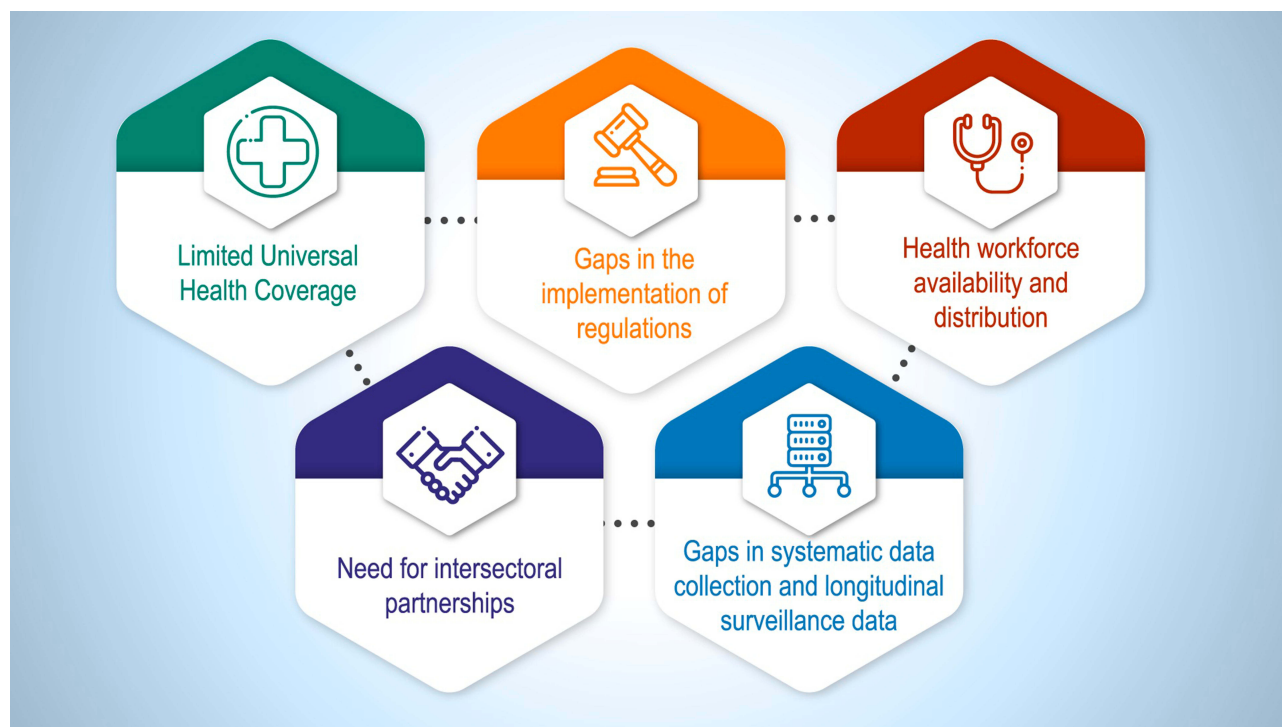 Limited Universal
Health Coverage
Gaps in the
implementation of
regulations
Health workforce
availability and
distribution
Need for intersectoral
partnerships
Gaps in systematic data
collection and longitudinal
surveillance data